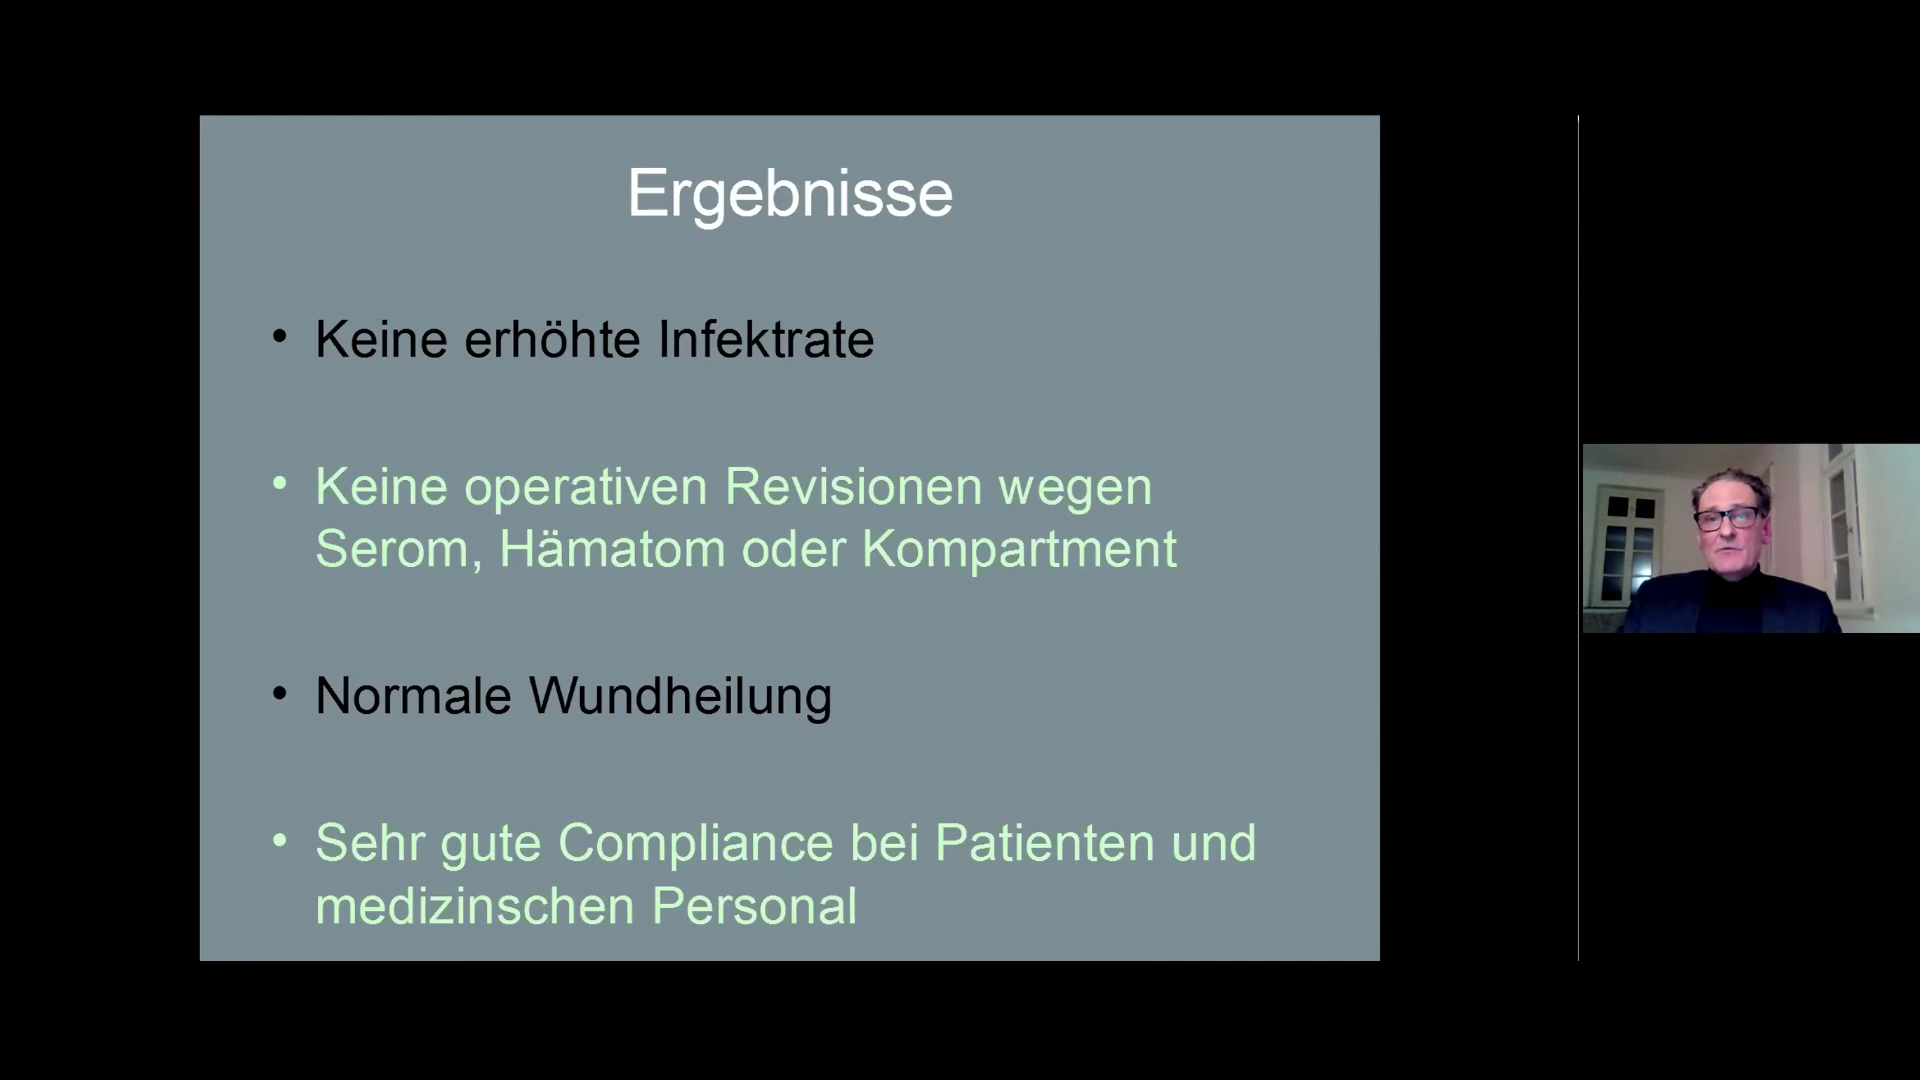 Ergebnisse
• Keine erhöhte Infektrate
• Keine operativen Revisionen wegen
Serom, Hämatom oder Kompartment
• Normale Wundheilung
• Sehr gute Compliance bei Patienten und
medizinschen Personal